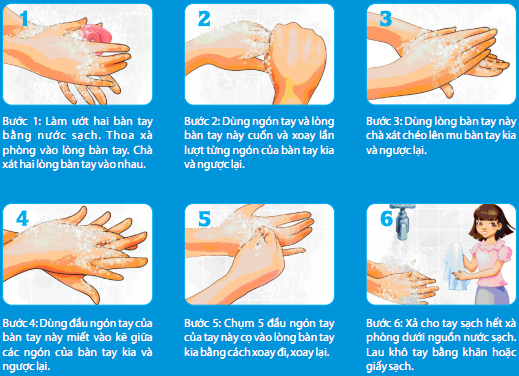 1
2
3
Bước 1: Làm ướt hai bàn tay
bằng nước sạch. Thoa xà
phòng vào lòng bàn tay. Chà
xát hai lòng bàn tay vào nhau.
Bước 2: Dùng ngón tay và lòng
bàn tay này cuốn và xoay lần
lượt từng ngón của bàn tay kia
và ngược lại.
Bước 3: Dùng lòng bàn tay này
chà xát chéo lên mu bàn tay kia
và ngược lại.
4
5
6
Bước 4: Dùng đầu ngón tay của
bàn tay này miết vào kẽ giữa
các ngón của bàn tay kia và
ngược lại.
Bước 5: Chụm 5 đầu ngón tay
của tay này cọ vào lòng bàn tay
kia bằng cách xoay đi, xoay lại.
Bước 6: Xả cho tay sạch hết xà
phòng dưới nguồn nước sạch.
Lau khô tay bằng khăn hoặc
giấy sạch.